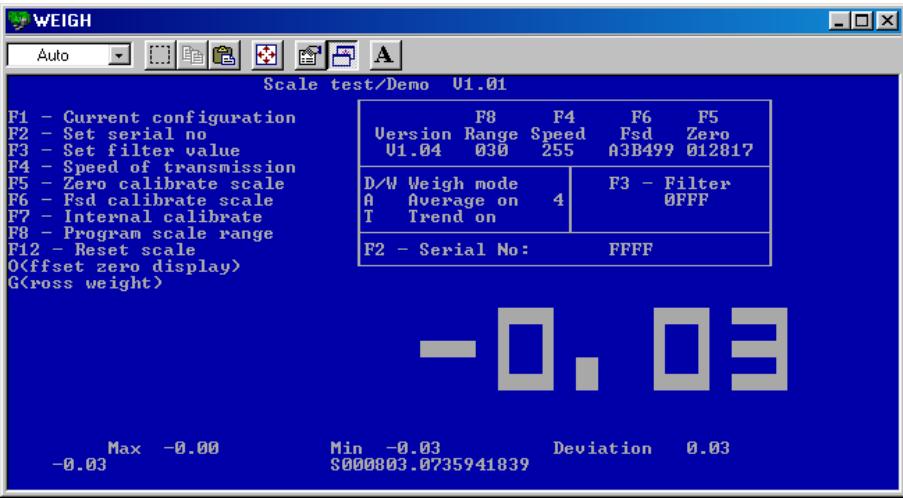 WEIGH
Auto
A
Scale test/Demo V1.01
F1 - Current configuration
F2 - Set serial no
F3 - Set filter value
F4 - Speed of transmission
F5 - Zero calibrate scale
F6 - Fsd calibrate scale
F7 - Internal calibrate
F8 - Program scale range
F12 - Reset scale
O(ffset zero display)
G(ross weight)
F8 F4 F6 F5
Version Range Speed Fsd Zero
V1.04 030 255 A3B499 012817
D/W Weigh mode
A Average on 4
T Trend on
F3 - Filter
0FFF
F2 - Serial No: FFFF
-0.03
Max -0.00 Min -0.03 Deviation 0.03
-0.03 S000803.0735941839